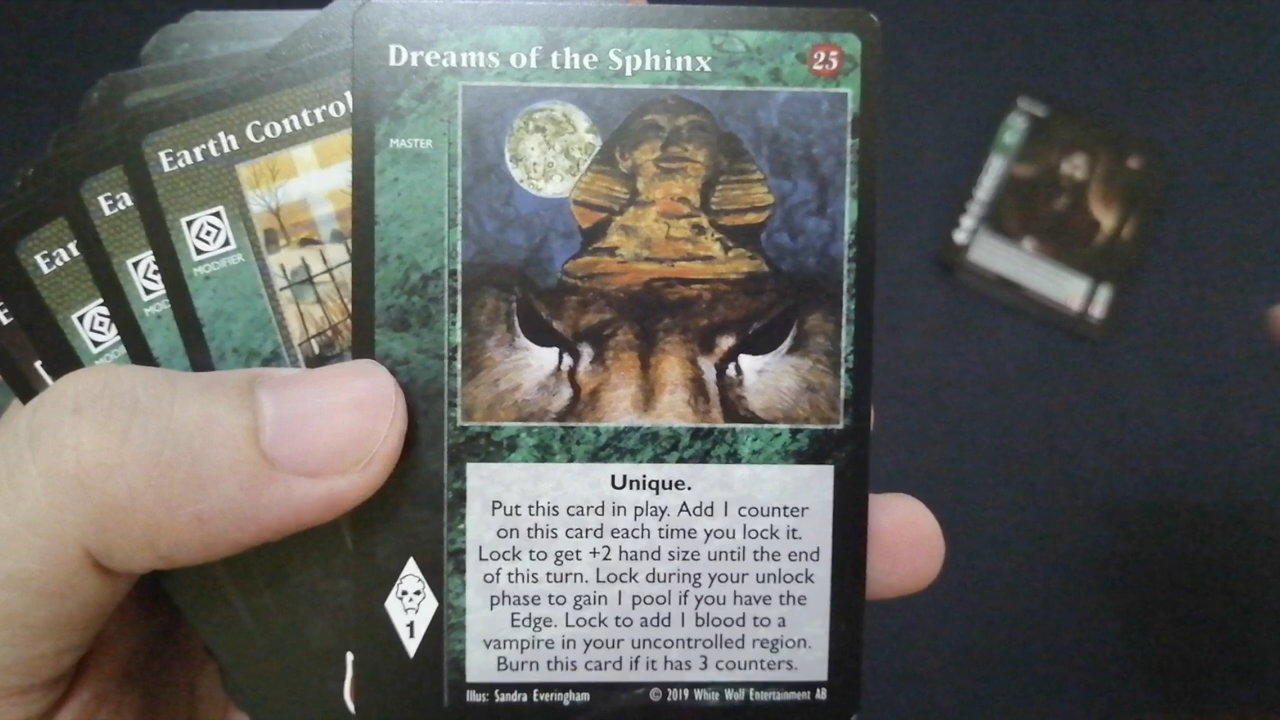 Dreams of the Sphinx
25
MASTER
Unique.
Put this card in play. Add 1 counter
on this card each time you lock it.
Lock to get +2 hand size until the end
of this turn. Lock during your unlock
phase to gain 1 pool if you have the
Edge. Lock to add 1 blood to a
vampire in your uncontrolled region.
Burn this card if it has 3 counters.
1
Illus: Sandra Everingham
© 2019 White Wolf Entertainment AB
Earth Control
MODIFIER
Ea
MOD
Ear
MODI
E